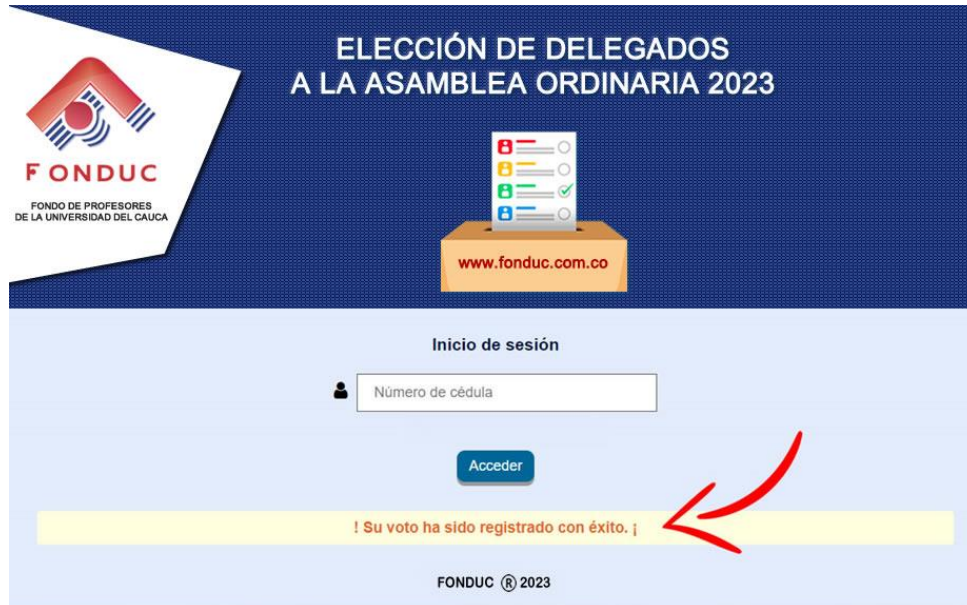 ELECCIÓN DE DELEGADOS
A LA ASAMBLEA ORDINARIA 2023
FONDUC
FONDO DE PROFESORES
DE LA UNIVERSIDAD DEL CAUCA
www.fonduc.com.co
Inicio de sesión
Número de cédula
Acceder
! Su voto ha sido registrado con éxito. ¡
FONDUC ® 2023